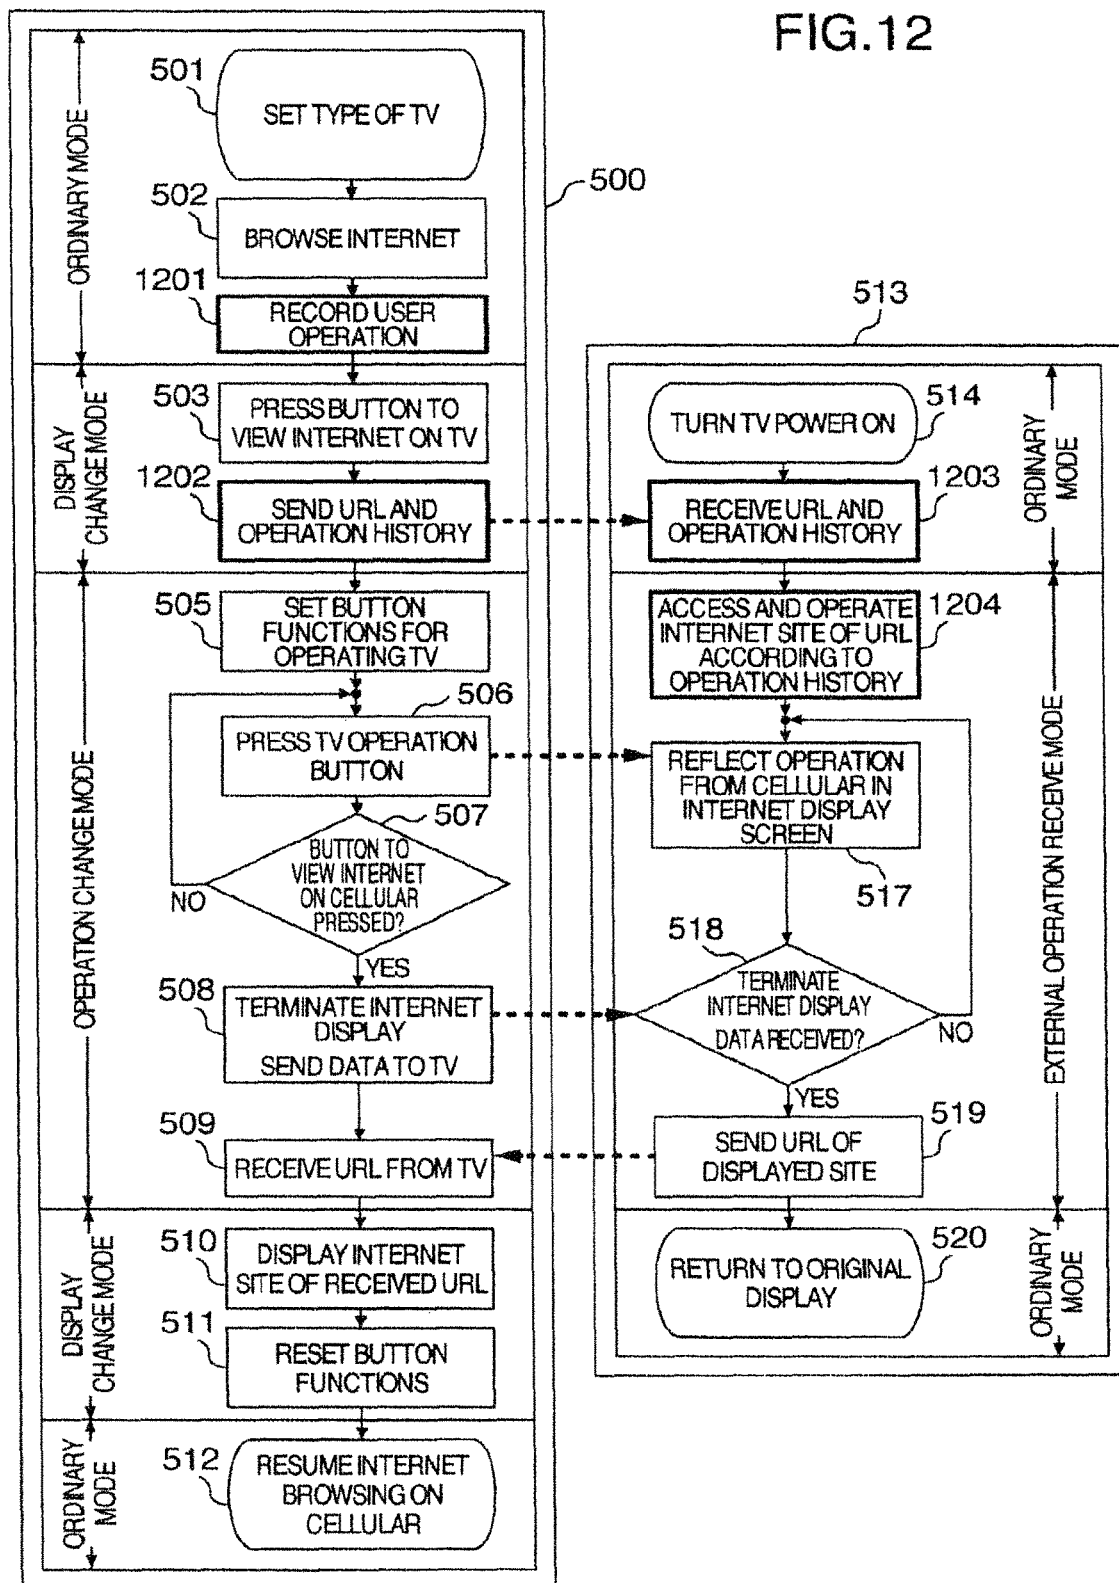 FIG.12
500
ORDINARY MODE
501
SET TYPE OF TV
502
BROWSE INTERNET
1201
RECORD USER
OPERATION
DISPLAY
CHANGE MODE
503
PRESS BUTTON TO
VIEW INTERNET ON TV
1202
SEND URL AND
OPERATION HISTORY
OPERATION CHANGE MODE
505
SET BUTTON
FUNCTIONS FOR
OPERATING TV
506
PRESS TV OPERATION
BUTTON
507
BUTTON TO
VIEW INTERNET
ON CELLULAR
PRESSED?
NO
YES
508
TERMINATE INTERNET
DISPLAY
SEND DATA TO TV
509
RECEIVE URL FROM TV
DISPLAY
CHANGE MODE
510
DISPLAY INTERNET
SITE OF RECEIVED URL
511
RESET BUTTON
FUNCTIONS
ORDINARY
MODE
512
RESUME INTERNET
BROWSING ON
CELLULAR
513
ORDINARY
MODE
514
TURN TV POWER ON
1203
RECEIVE URL AND
OPERATION HISTORY
EXTERNAL OPERATION RECEIVE MODE
1204
ACCESS AND OPERATE
INTERNET SITE OF URL
ACCORDING TO
OPERATION HISTORY
REFLECT OPERATION
FROM CELLULAR IN
INTERNET DISPLAY
SCREEN
517
518
TERMINATE
INTERNET DISPLAY
DATA RECEIVED?
NO
YES
519
SEND URL OF
DISPLAYED SITE
ORDINARY
MODE
520
RETURN TO ORIGINAL
DISPLAY